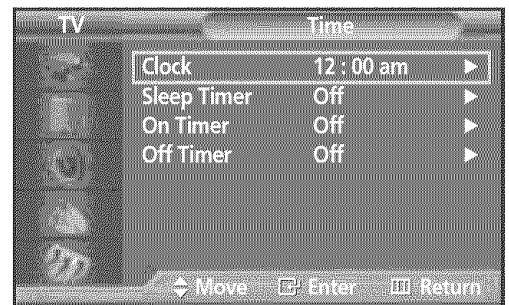 TV Time
Clock 12 : 00 am
Sleep Timer Off
On Timer Off
Off Timer Off
Move Enter Return